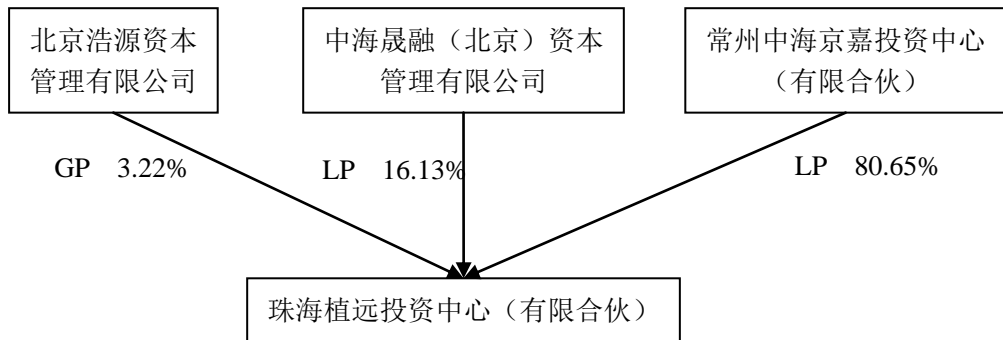 北京浩源资本
管理有限公司
中海晟融（北京）资本
管理有限公司
常州中海京嘉投资中心
（有限合伙）
GP 3.22%
LP 16.13%
LP 80.65%
珠海植远投资中心（有限合伙）